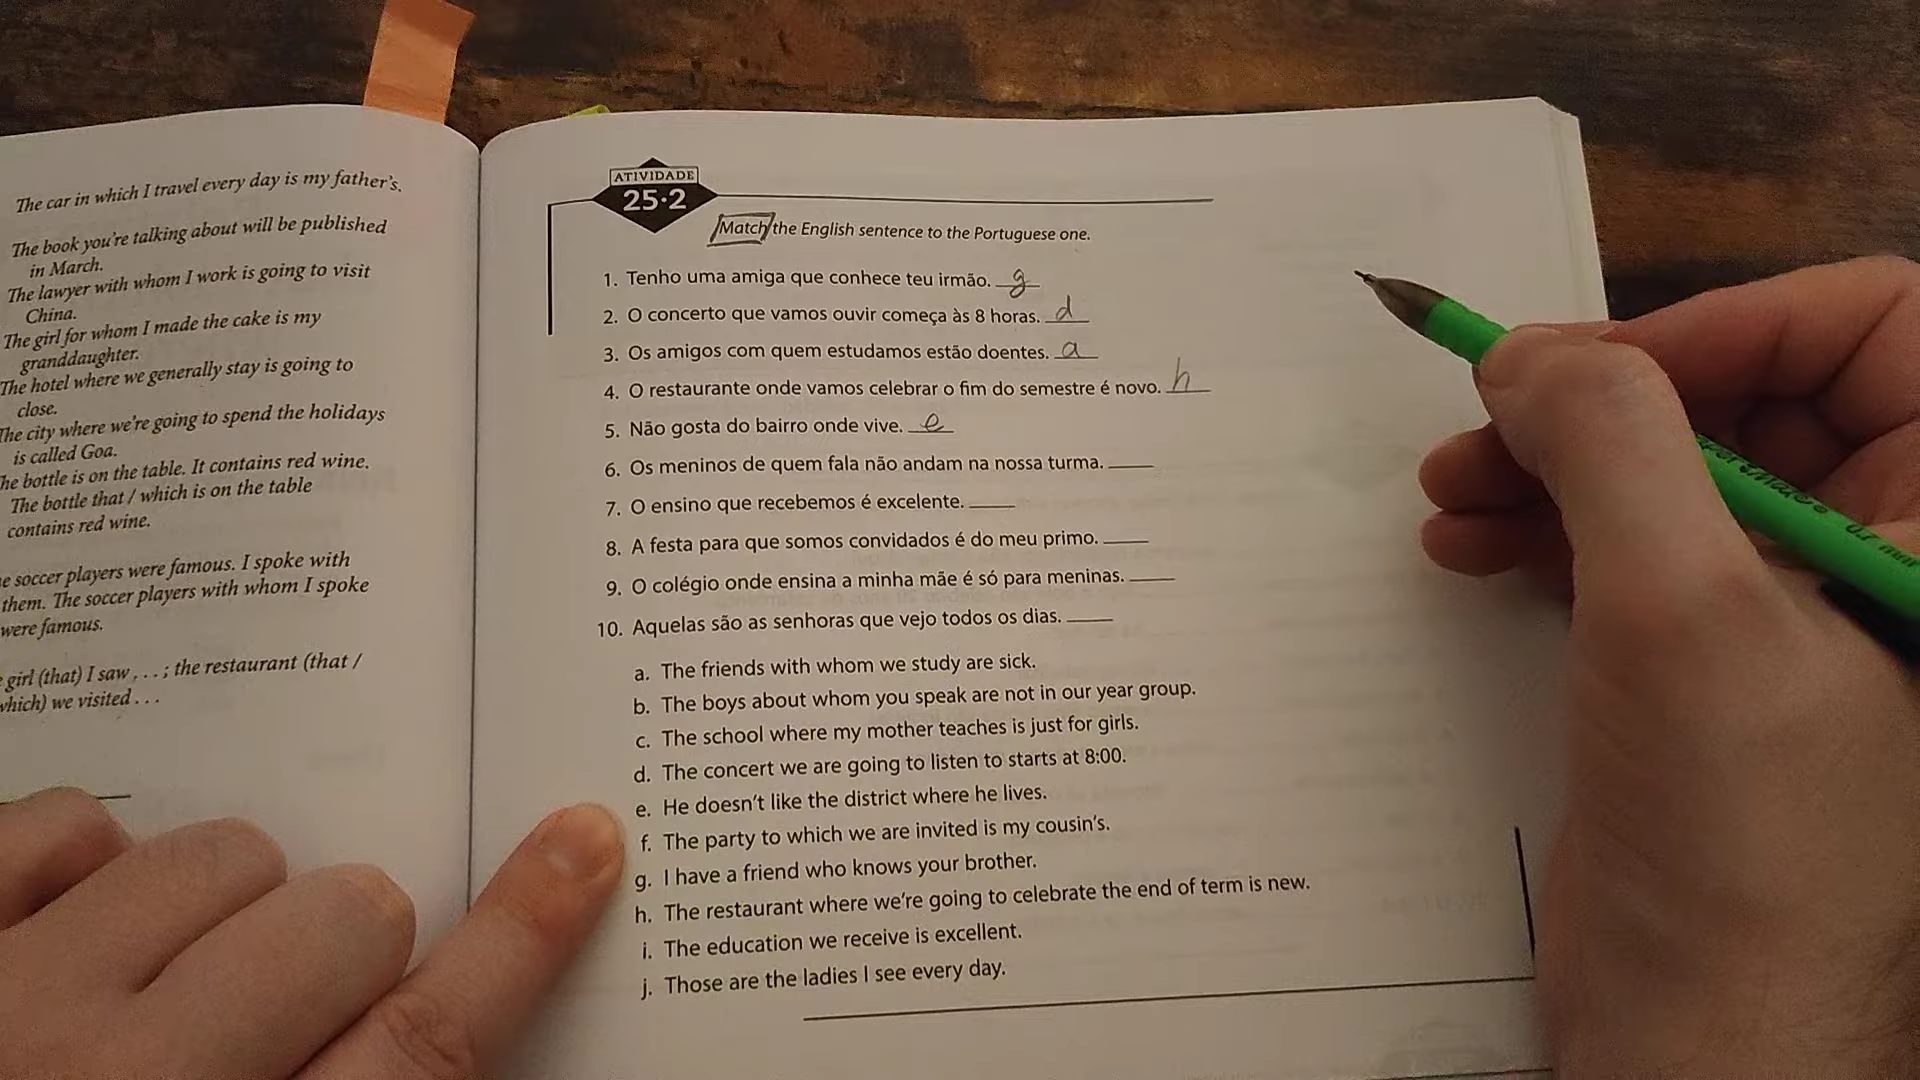 The car in which I travel every day is my father's.
The book you're talking about will be published
in March.
The lawyer with whom I work is going to visit
China.
The girl for whom I made the cake is my
granddaughter.
The hotel where we generally stay is going to
close.
The city where we're going to spend the holidays
is called Goa.
he bottle is on the table. It contains red wine.
The bottle that / which is on the table
contains red wine.
e soccer players were famous. I spoke with
them. The soccer players with whom I spoke
were famous.
girl (that) I saw . . . ; the restaurant (that /
which) we visited . . .
ATIVIDADE
25·2
Match the English sentence to the Portuguese one.
1. Tenho uma amiga que conhece teu irmão. g
2. O concerto que vamos ouvir começa às 8 horas. d
3. Os amigos com quem estudamos estão doentes. a
4. O restaurante onde vamos celebrar o fim do semestre é novo. h
5. Não gosta do bairro onde vive. e
6. Os meninos de quem fala não andam na nossa turma.
7. O ensino que recebemos é excelente.
8. A festa para que somos convidados é do meu primo.
9. O colégio onde ensina a minha mãe é só para meninas.
10. Aquelas são as senhoras que vejo todos os dias.
a. The friends with whom we study are sick.
b. The boys about whom you speak are not in our year group.
c. The school where my mother teaches is just for girls.
d. The concert we are going to listen to starts at 8:00.
e. He doesn't like the district where he lives.
f. The party to which we are invited is my cousin's.
g. I have a friend who knows your brother.
h. The restaurant where we're going to celebrate the end of term is new.
i. The education we receive is excellent.
j. Those are the ladies I see every day.